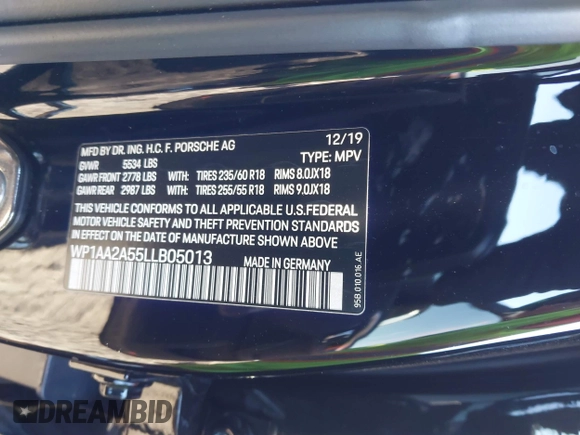 MFD BY DR. ING. H.C. F. PORSCHE AG 12/19
GVWR 5534 LBS TYPE: MPV
GAWR FRONT 2778 LBS WITH: TIRES 235/60 R18 RIMS 8.0JX18
GAWR REAR 2987 LBS WITH: TIRES 255/55 R18 RIMS 9.0JX18
THIS VEHICLE CONFORMS TO ALL APPLICABLE U.S.FEDERAL
MOTOR VEHICLE SAFETY AND THEFT PREVENTION STANDARDS
IN EFFECT ON THE DATE OF MANUFACTURE SHOWN ABOVE.
WP1AA2A55LLB05013 MADE IN GERMANY
95B.010.016.AE
DREAMBID